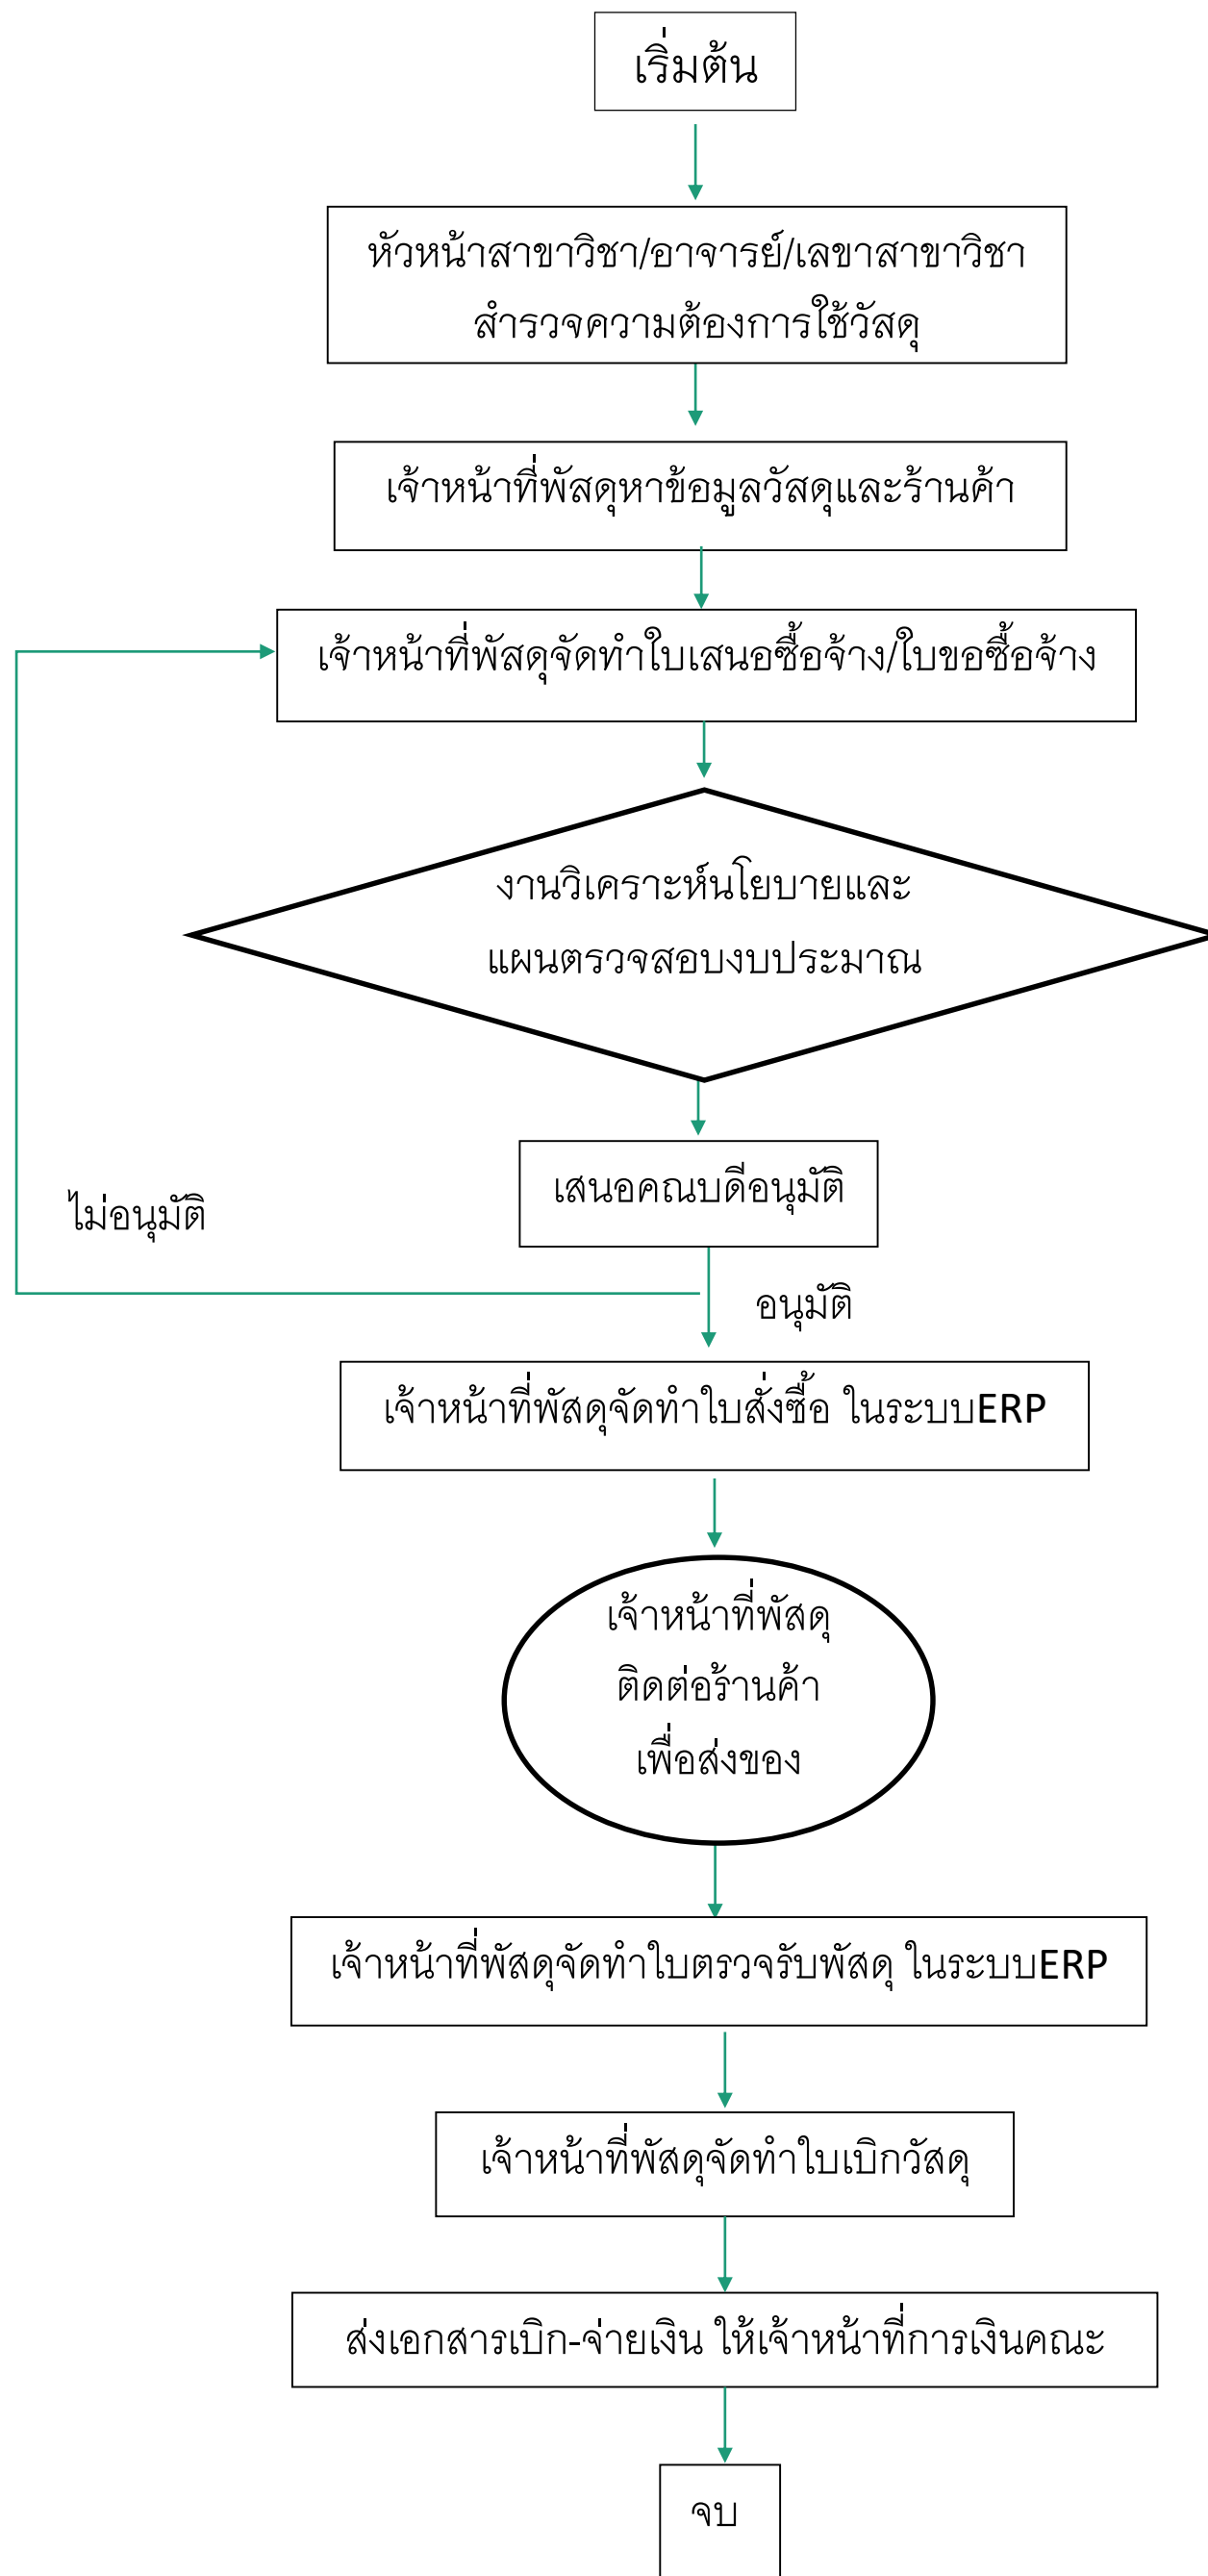 เริ่มต้น
หัวหน้าสาขาวิชา/อาจารย์/เลขาสาขาวิชา
สำรวจความต้องการใช้วัสดุ
เจ้าหน้าที่พัสดุหาข้อมูลวัสดุและร้านค้า
เจ้าหน้าที่พัสดุจัดทำใบเสนอซื้อจ้าง/ใบขอซื้อจ้าง
งานวิเคราะห์นโยบายและ
แผนตรวจสอบงบประมาณ
เสนอคณบดีอนุมัติ
ไม่อนุมัติ
อนุมัติ
เจ้าหน้าที่พัสดุจัดทำใบสั่งซื้อ ในระบบERP
เจ้าหน้าที่พัสดุ
ติดต่อร้านค้า
เพื่อส่งของ
เจ้าหน้าที่พัสดุจัดทำใบตรวจรับพัสดุ ในระบบERP
เจ้าหน้าที่พัสดุจัดทำใบเบิกวัสดุ
ส่งเอกสารเบิก-จ่ายเงิน ให้เจ้าหน้าที่การเงินคณะ
จบ